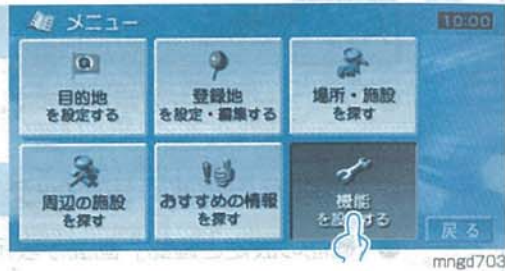 メニュー
10:00
目的地
を設定する
登録地
を設定・編集する
場所・施設
を探す
周辺の施設
を探す
おすすめの情報
を探す
機能
を設定する
戻る
mngd703